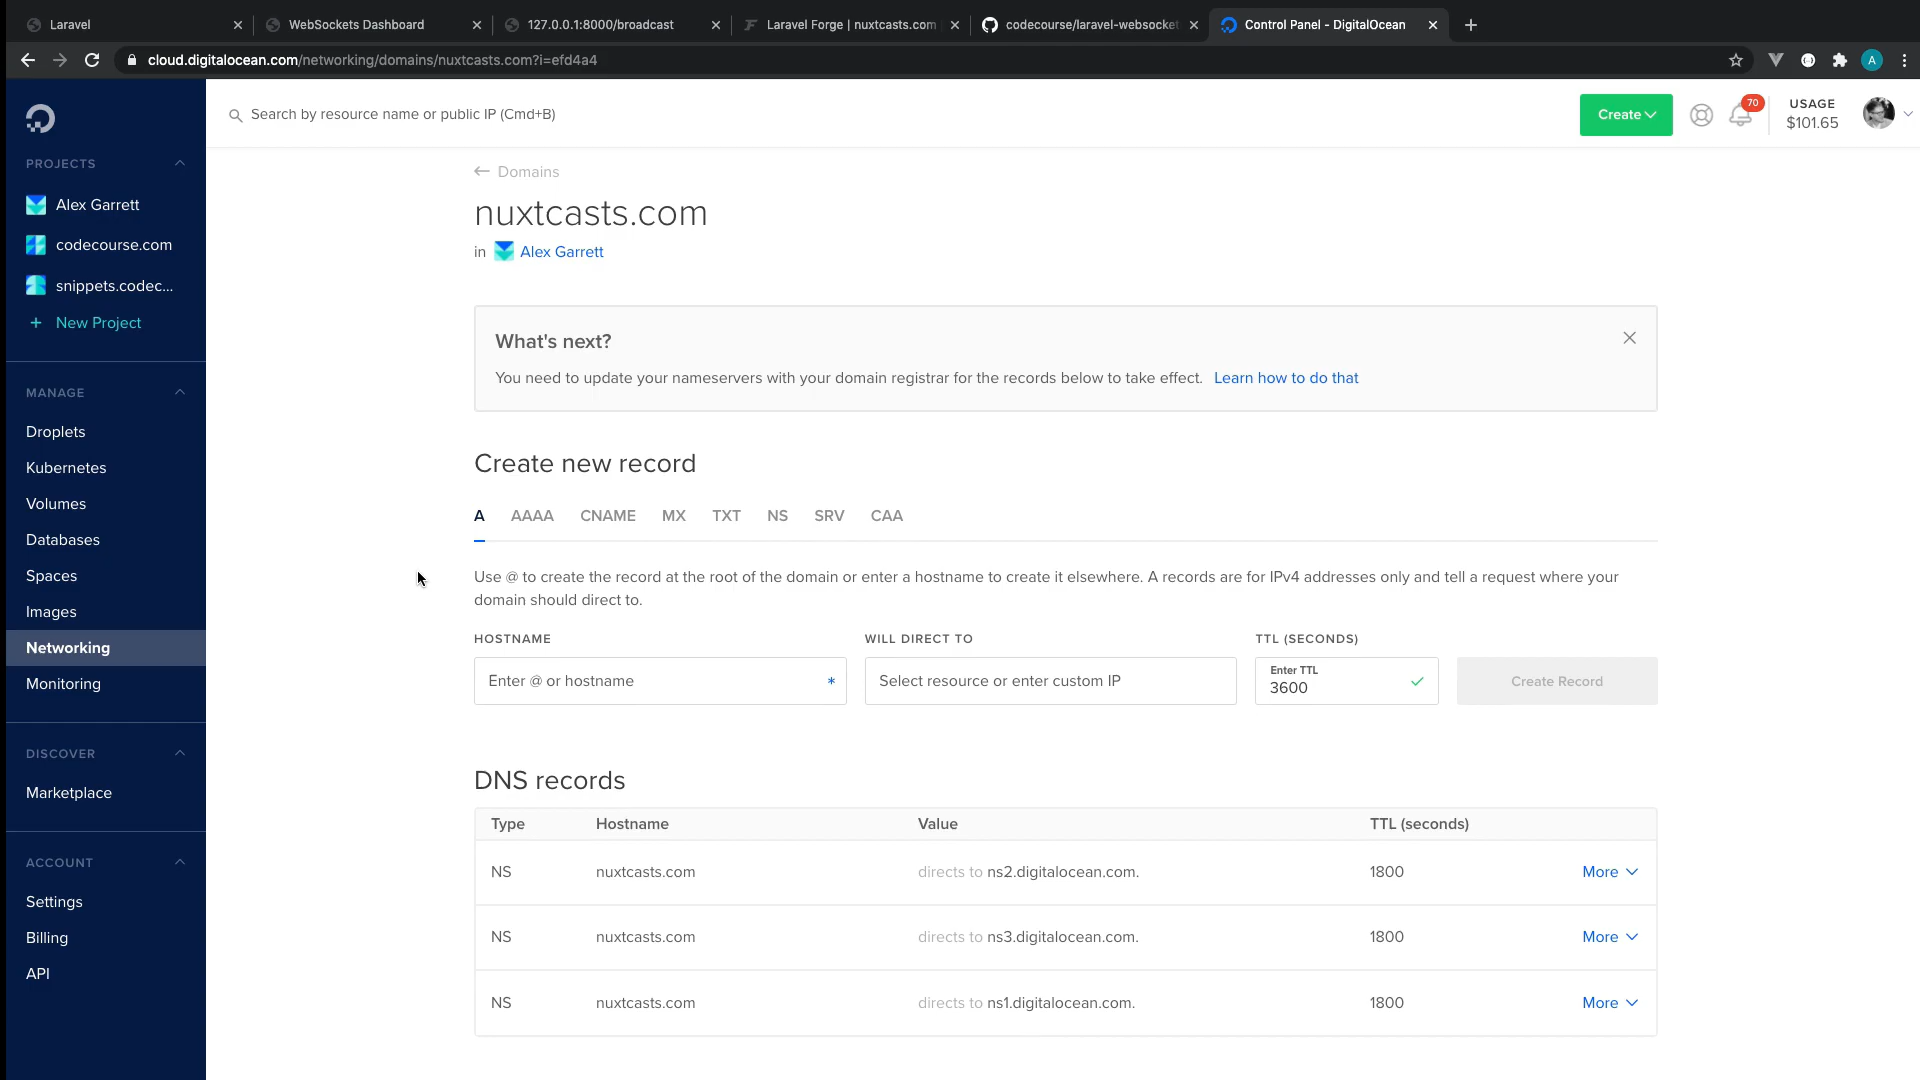 Laravel
WebSockets Dashboard
127.0.0.1:8000/broadcast
Laravel Forge | nuxtcasts.com
codecourse/laravel-websocket
Control Panel - DigitalOcean
cloud.digitalocean.com/networking/domains/nuxtcasts.com?i=efd4a4
A
Search by resource name or public IP (Cmd+B)
Create
70
USAGE
$101.65
PROJECTS
Alex Garrett
codecourse.com
snippets.codec...
+ New Project
MANAGE
Droplets
Kubernetes
Volumes
Databases
Spaces
Images
Networking
Monitoring
DISCOVER
Marketplace
ACCOUNT
Settings
Billing
API
← Domains
nuxtcasts.com
in Alex Garrett
What's next?
You need to update your nameservers with your domain registrar for the records below to take effect. Learn how to do that
Create new record
A AAAA CNAME MX TXT NS SRV CAA
Use @ to create the record at the root of the domain or enter a hostname to create it elsewhere. A records are for IPv4 addresses only and tell a request where your
domain should direct to.
HOSTNAME WILL DIRECT TO TTL (SECONDS)
Enter @ or hostname *
Select resource or enter custom IP
Enter TTL
3600
Create Record
DNS records
Type Hostname Value TTL (seconds)
NS nuxtcasts.com directs to ns2.digitalocean.com. 1800 More
NS nuxtcasts.com directs to ns3.digitalocean.com. 1800 More
NS nuxtcasts.com directs to ns1.digitalocean.com. 1800 More